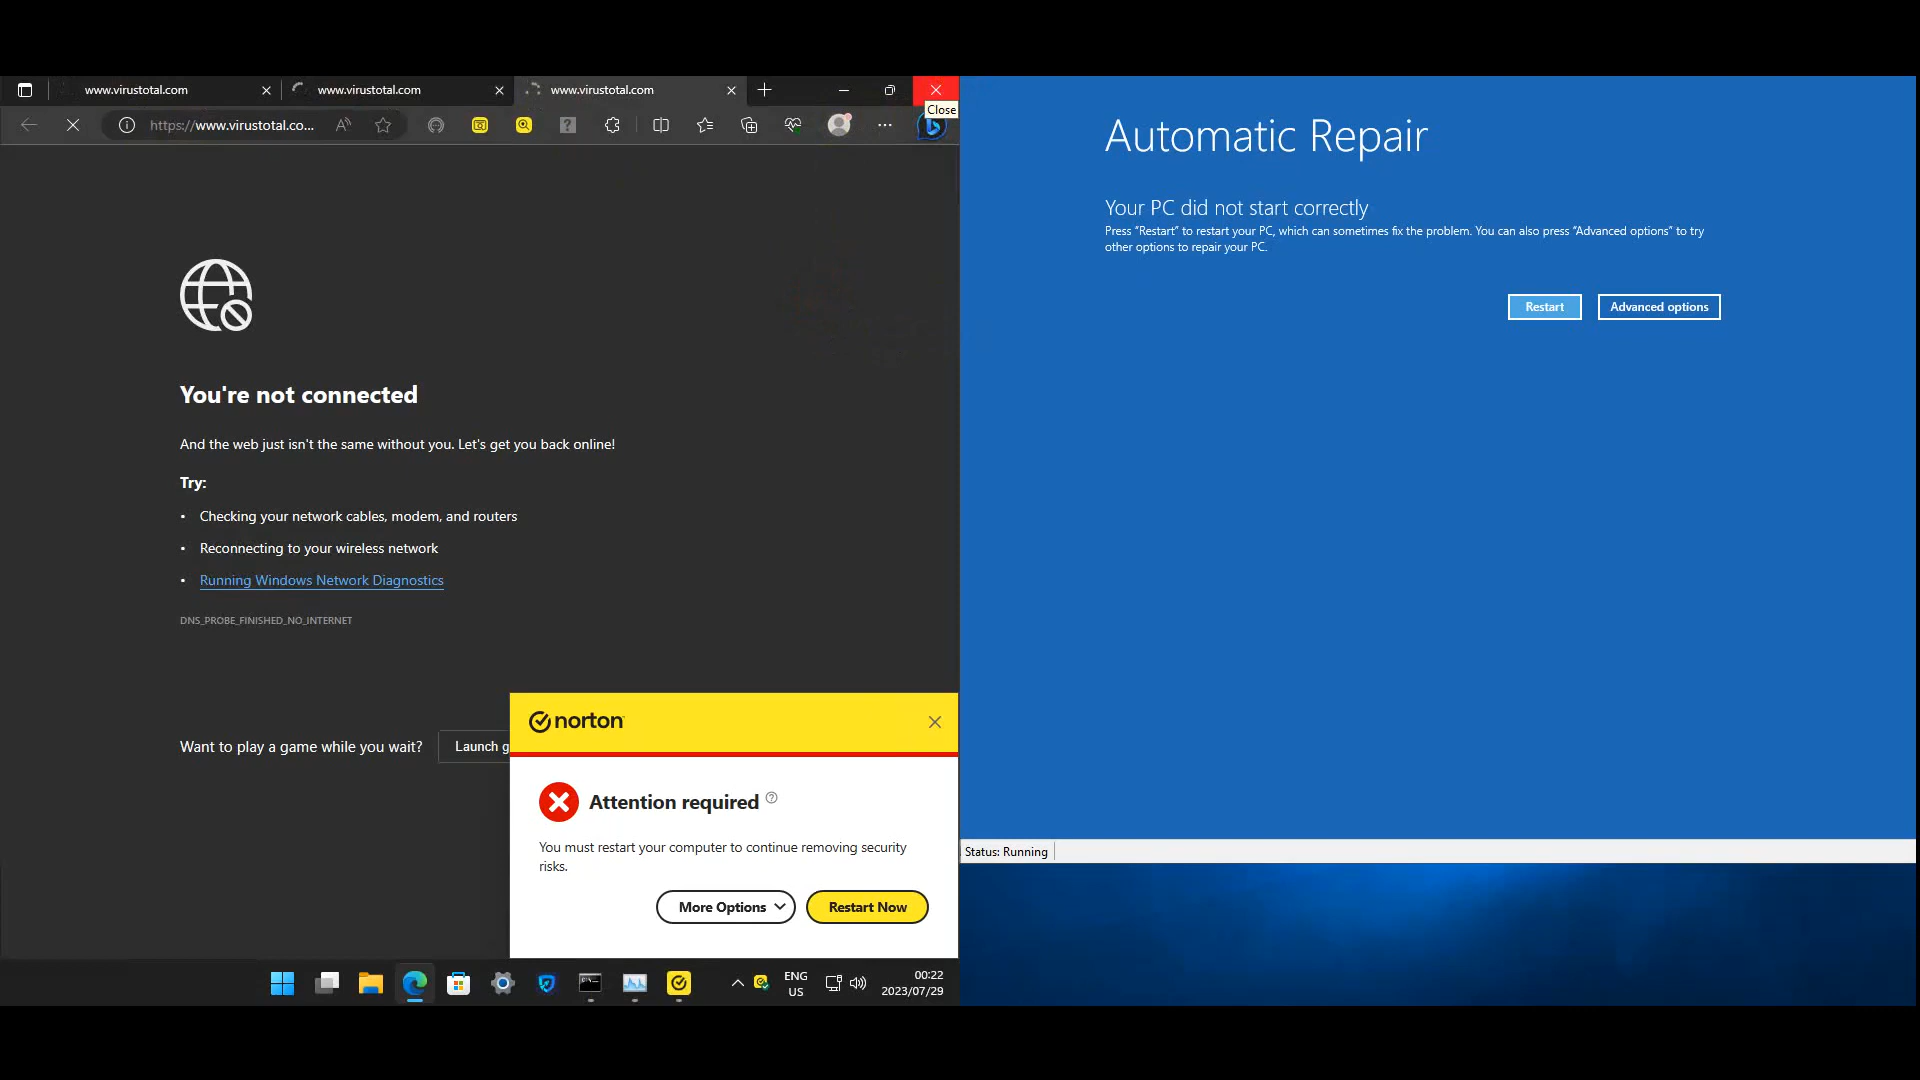 www.virustotal.com
www.virustotal.com
www.virustotal.com
Close
https://www.virustotal.co...
You're not connected
And the web just isn't the same without you. Let's get you back online!
Try:
• Checking your network cables, modem, and routers
• Reconnecting to your wireless network
• Running Windows Network Diagnostics
DNS_PROBE_FINISHED_NO_INTERNET
Want to play a game while you wait?
Launch g
norton
Attention required
You must restart your computer to continue removing security
risks.
More Options
Restart Now
ENG
US
00:22
2023/07/29
Automatic Repair
Your PC did not start correctly
Press “Restart” to restart your PC, which can sometimes fix the problem. You can also press “Advanced options” to try
other options to repair your PC.
Restart
Advanced options
Status: Running